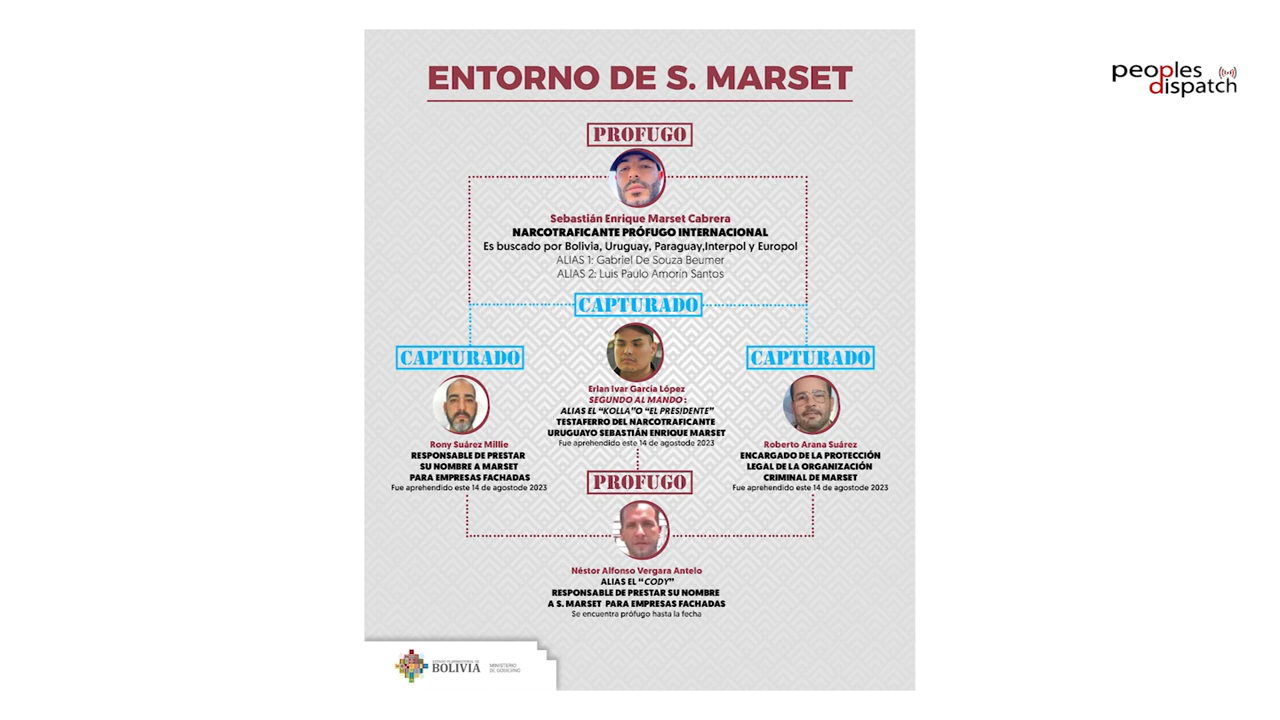 peoples
dispatch
ENTORNO DE S. MARSET
PROFUGO
Sebastián Enrique Marset Cabrera
NARCOTRAFICANTE PRÓFUGO INTERNACIONAL
Es buscado por Bolivia, Uruguay, Paraguay,Interpol y Europol
ALIAS 1: Gabriel De Souza Beumer
ALIAS 2: Luis Paulo Amorin Santos
CAPTURADO
Erlan Ivar García López
SEGUNDO AL MANDO:
ALIAS EL "KOLLA"O "EL PRESIDENTE"
TESTAFERRO DEL NARCOTRAFICANTE
URUGUAYO SEBASTIÁN ENRIQUE MARSET
Fue aprehendido este 14 de agostode 2023
CAPTURADO
Rony Suárez Millie
RESPONSABLE DE PRESTAR
SU NOMBRE A MARSET
PARA EMPRESAS FACHADAS
Fue aprehendido este 14 de agostode 2023
CAPTURADO
Roberto Arana Suárez
ENCARGADO DE LA PROTECCIÓN
LEGAL DE LA ORGANIZACIÓN
CRIMINAL DE MARSET
Fue aprehendido este 14 de agostode 2023
PROFUGO
Néstor Alfonso Vergara Antelo
ALIAS EL "CODY"
RESPONSABLE DE PRESTAR SU NOMBRE
A S. MARSET PARA EMPRESAS FACHADAS
Se encuentra prófugo hasta la fecha
ESTADO PLURINACIONAL DE
BOLIVIA
MINISTERIO
DE GOBIERNO